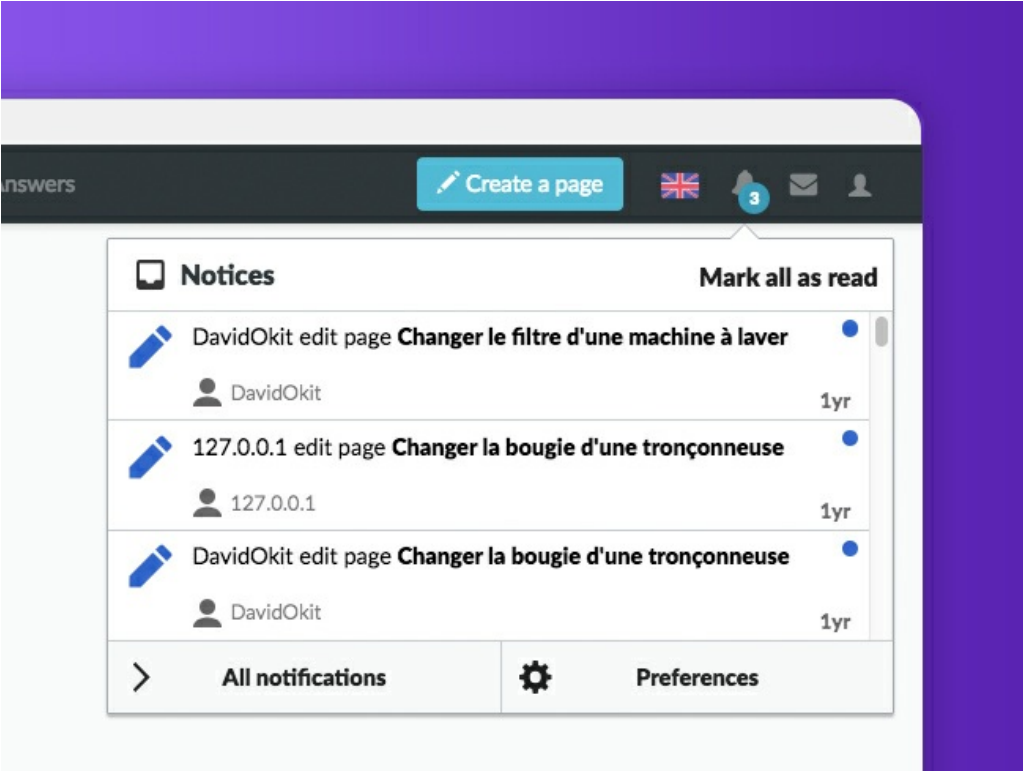 Create a page
3
Notices
Mark all as read
DavidOkit edit page Changer le filtre d'une machine à laver
DavidOkit
1yr
127.0.0.1 edit page Changer la bougie d'une tronçonneuse
127.0.0.1
1yr
DavidOkit edit page Changer la bougie d'une tronçonneuse
DavidOkit
1yr
All notifications
Preferences